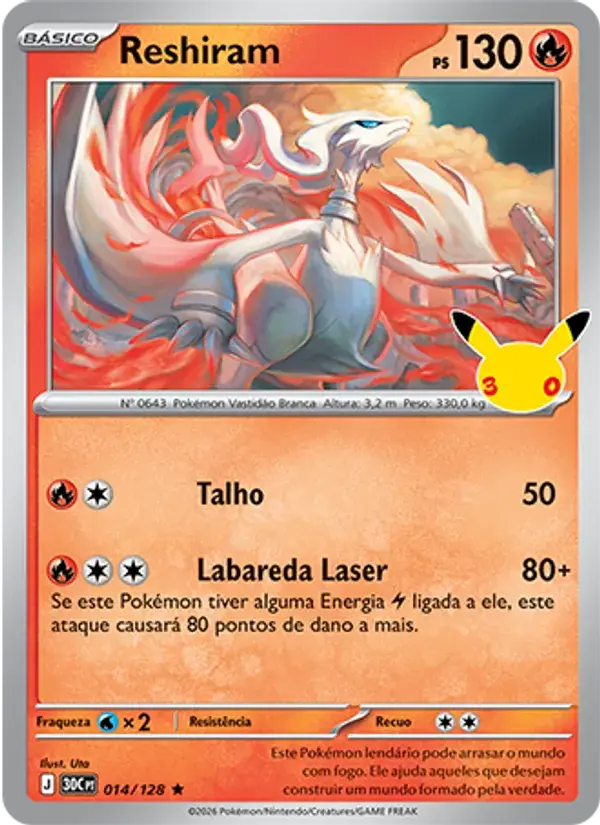 BÁSICO
Reshiram
PS 130
3 0
Nº 0643 Pokémon Vastidão Branca Altura: 3,2 m Peso: 330,0 kg
Talho 50
Labareda Laser 80+
Se este Pokémon tiver alguma Energia ligada a ele, este
ataque causará 80 pontos de dano a mais.
Fraqueza ×2 Resistência Recuo
Ilust. Uta
Este Pokémon lendário pode arrasar o mundo
com fogo. Ele ajuda aqueles que desejam
construir um mundo formado pela verdade.
J 30C PT 014/128 ★
©2026 Pokémon/Nintendo/Creatures/GAME FREAK